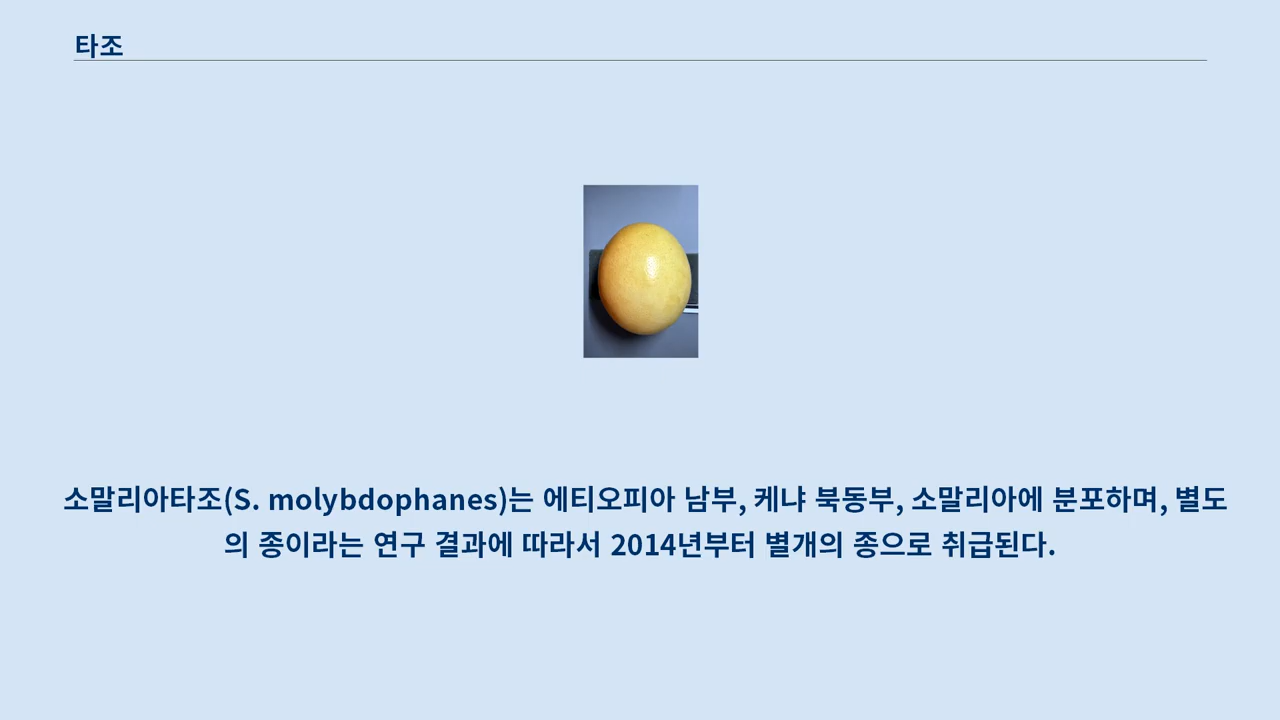 타조
소말리아타조(S. molybdophanes)는 에티오피아 남부, 케냐 북동부, 소말리아에 분포하며, 별도
의 종이라는 연구 결과에 따라서 2014년부터 별개의 종으로 취급된다.